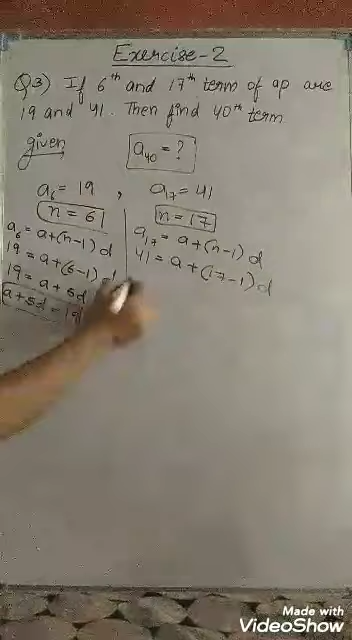 Exercise-2
Q3) If 6th and 17th term of ap are
19 and 41. Then find 40th term
given
a40 = ?
a6 = 19 , a17 = 41
n = 6
n = 17
a6 = a+(n-1)d
19 = a+(6-1)d
19 = a+5d
a+5d = 19
a17 = a+(n-1)d
41 = a+(17-1)d
Made with
VideoShow